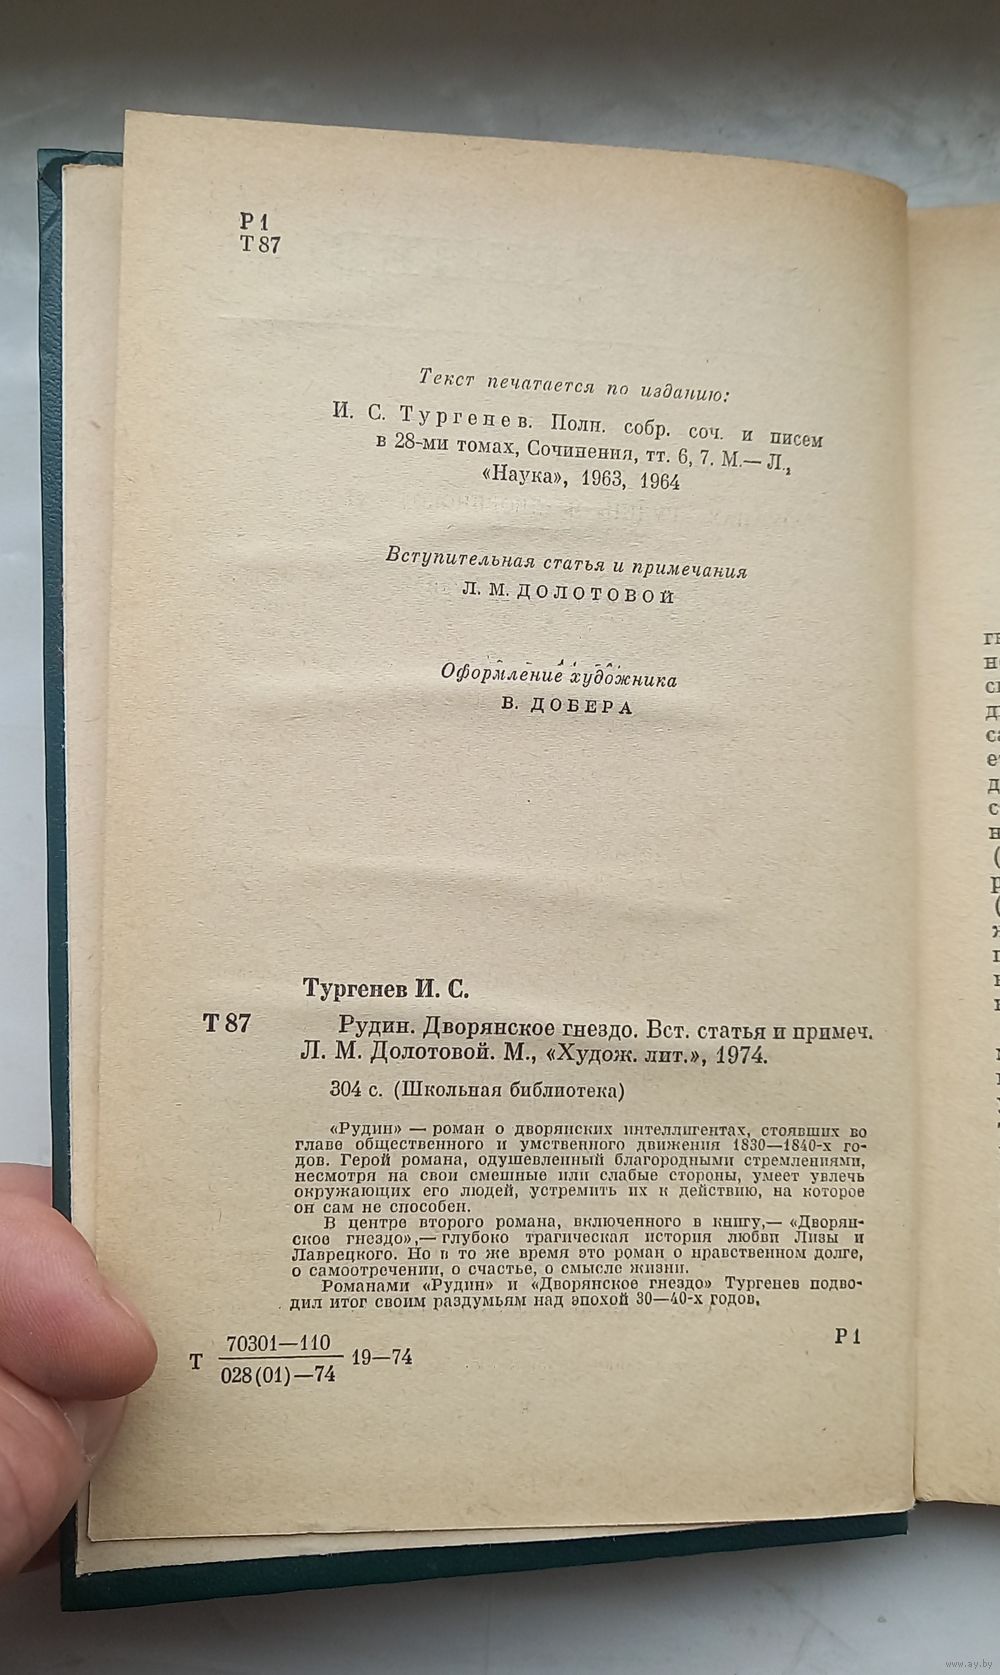 Р 1
Т 87
Текст печатается по изданию:
И. С. Тургенев. Полн. собр. соч. и писем
в 28-ми томах, Сочинения, тт. 6, 7. М.— Л.,
«Наука», 1963, 1964
Вступительная статья и примечания
Л. М. ДОЛОТОВОЙ
Оформление художника
В. ДОБЕРА
Тургенев И. С.
Т 87 Рудин. Дворянское гнездо. Вст. статья и примеч.
Л. М. Долотовой. М., «Худож. лит.», 1974.
304 с. (Школьная библиотека)
«Рудин» — роман о дворянских интеллигентах, стоявших во
главе общественного и умственного движения 1830—1840-х го-
дов. Герой романа, одушевленный благородными стремлениями,
несмотря на свои смешные или слабые стороны, умеет увлечь
окружающих его людей, устремить их к действию, на которое
он сам не способен.
В центре второго романа, включенного в книгу,— «Дворян-
ское гнездо»,— глубоко трагическая история любви Лизы и
Лаврецкого. Но в то же время это роман о нравственном долге,
о самоотречении, о счастье, о смысле жизни.
Романами «Рудин» и «Дворянское гнездо» Тургенев подво-
дил итог своим раздумьям над эпохой 30—40-х годов.
70301—110
Т 19—74
028(01)—74
Р 1
www.ay.by